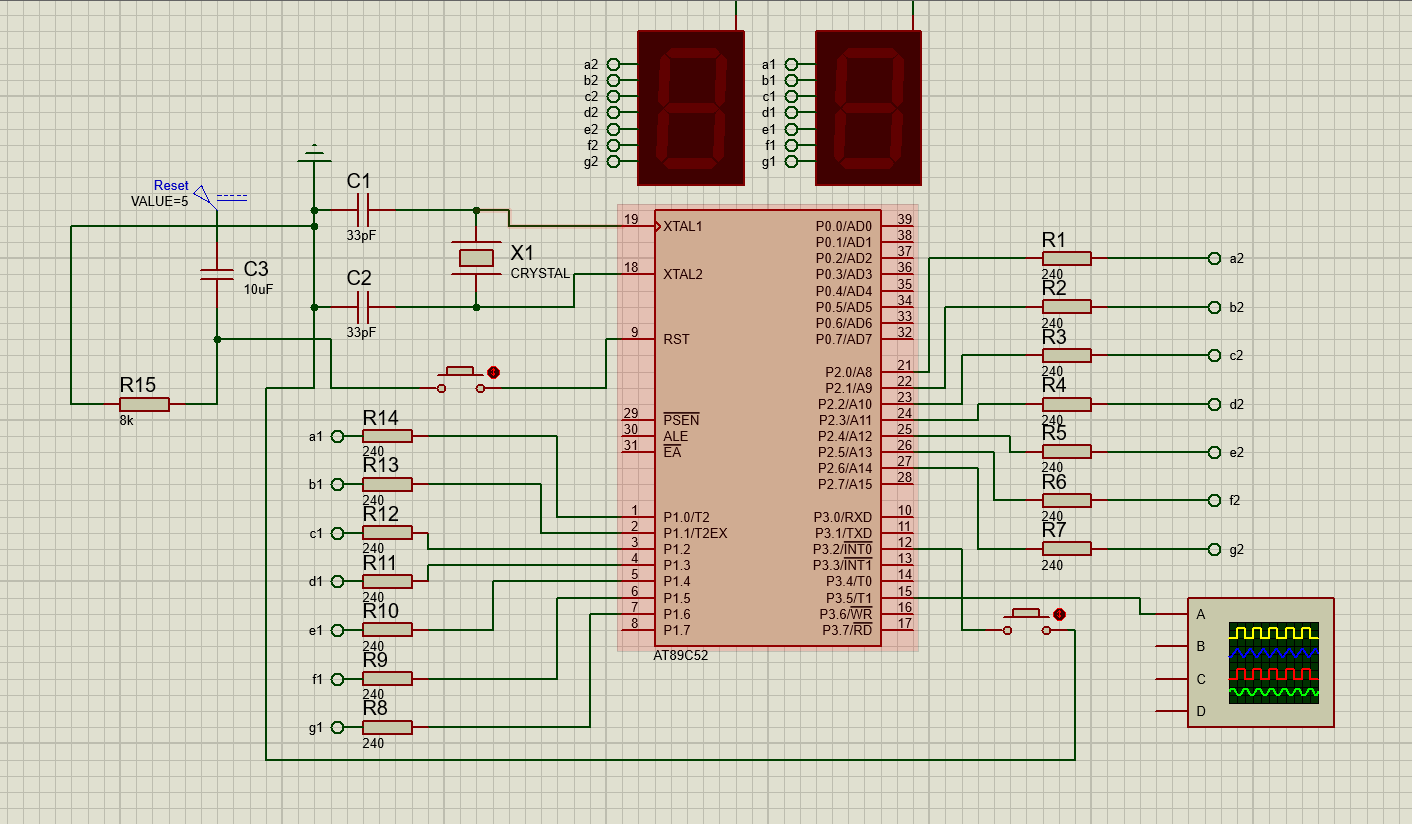 a2
b2
c2
d2
e2
f2
g2
a1
b1
c1
d1
e1
f1
g1
Reset
VALUE=5
C1
33pF
C2
33pF
C3
10uF
X1
CRYSTAL
R15
8k
19 XTAL1
18 XTAL2
9 RST
29 PSEN
30 ALE
31 EA
1 P1.0/T2
2 P1.1/T2EX
3 P1.2
4 P1.3
5 P1.4
6 P1.5
7 P1.6
8 P1.7
P0.0/AD0 39
P0.1/AD1 38
P0.2/AD2 37
P0.3/AD3 36
P0.4/AD4 35
P0.5/AD5 34
P0.6/AD6 33
P0.7/AD7 32
P2.0/A8 21
P2.1/A9 22
P2.2/A10 23
P2.3/A11 24
P2.4/A12 25
P2.5/A13 26
P2.6/A14 27
P2.7/A15 28
P3.0/RXD 10
P3.1/TXD 11
P3.2/INT0 12
P3.3/INT1 13
P3.4/T0 14
P3.5/T1 15
P3.6/WR 16
P3.7/RD 17
AT89C52
R14
a1
240
R13
b1
240
R12
c1
240
R11
d1
240
R10
e1
240
R9
f1
240
R8
g1
240
R1
a2
240
R2
b2
240
R3
c2
240
R4
d2
240
R5
e2
240
R6
f2
240
R7
g2
240
A
B
C
D